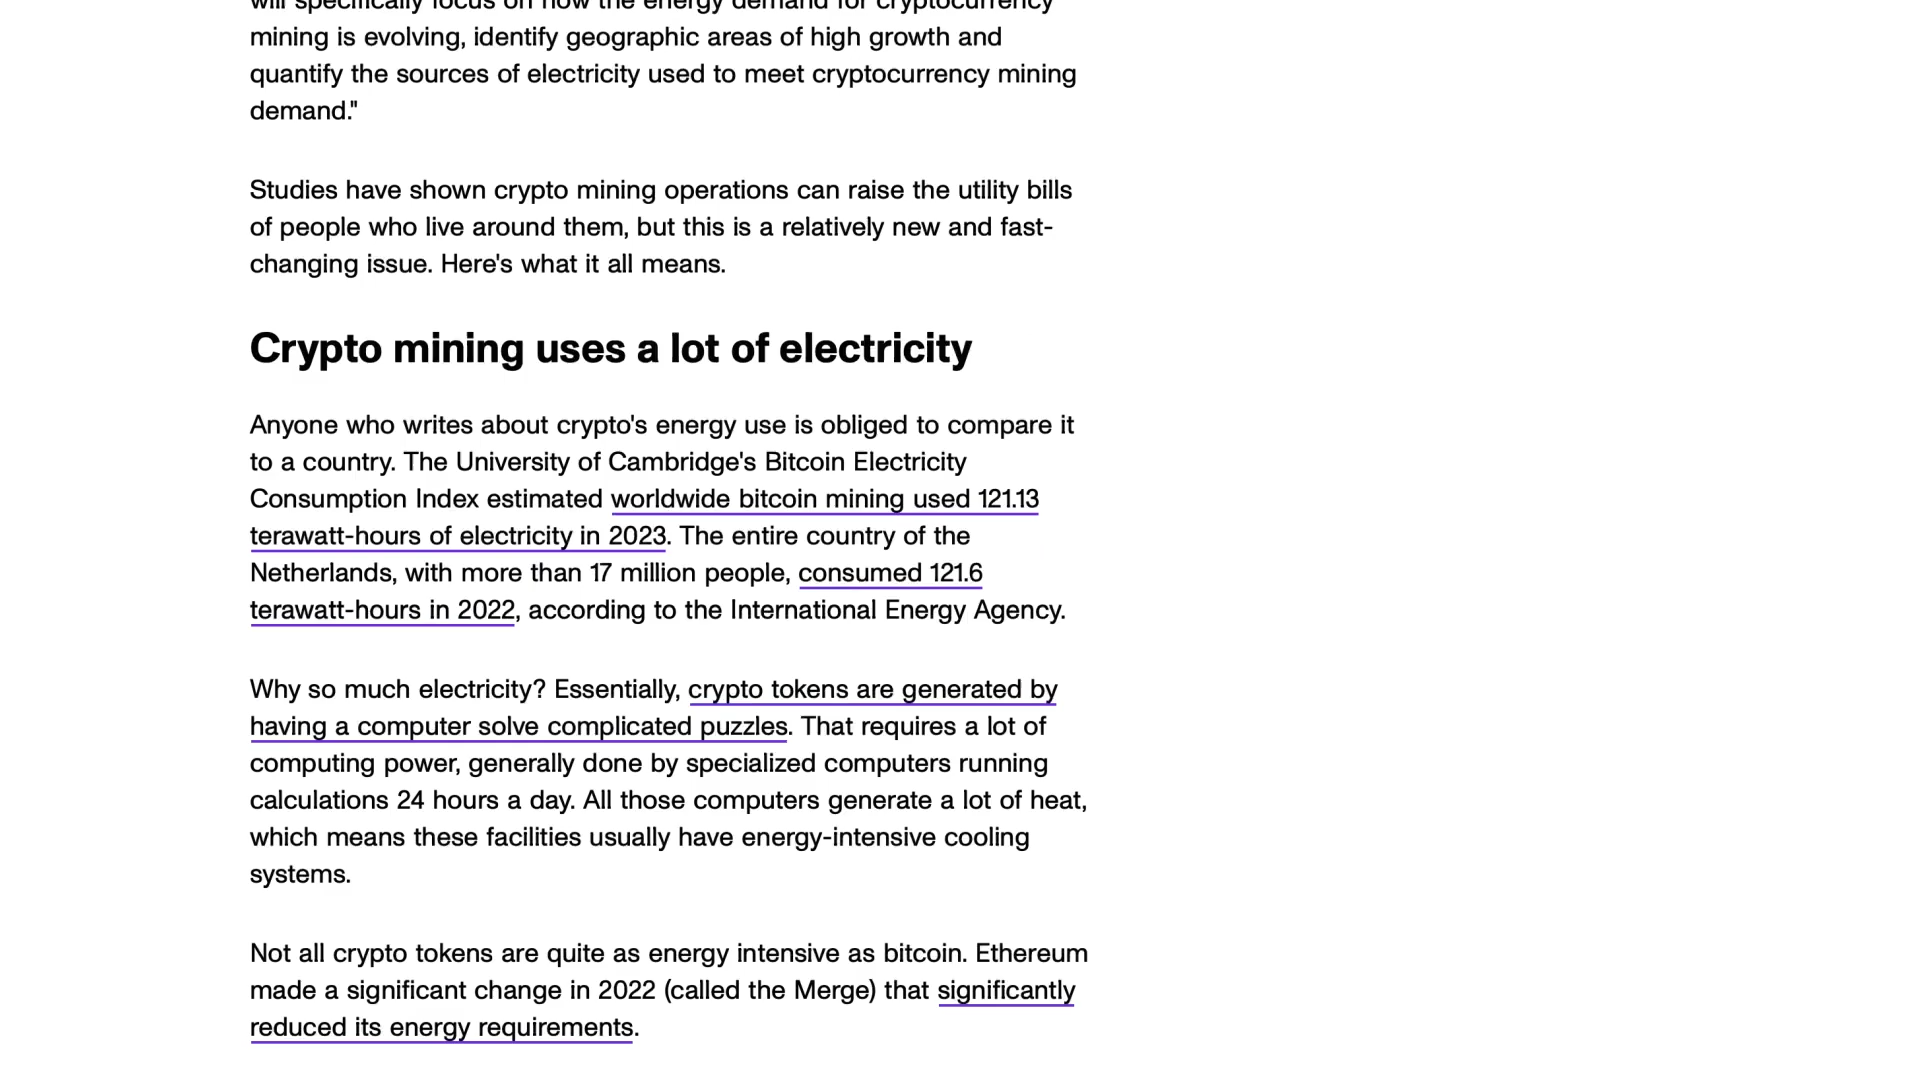 will specifically focus on how the energy demand for cryptocurrency
mining is evolving, identify geographic areas of high growth and
quantify the sources of electricity used to meet cryptocurrency mining
demand."
Studies have shown crypto mining operations can raise the utility bills
of people who live around them, but this is a relatively new and fast-
changing issue. Here's what it all means.
Crypto mining uses a lot of electricity
Anyone who writes about crypto's energy use is obliged to compare it
to a country. The University of Cambridge's Bitcoin Electricity
Consumption Index estimated worldwide bitcoin mining used 121.13
terawatt-hours of electricity in 2023. The entire country of the
Netherlands, with more than 17 million people, consumed 121.6
terawatt-hours in 2022, according to the International Energy Agency.
Why so much electricity? Essentially, crypto tokens are generated by
having a computer solve complicated puzzles. That requires a lot of
computing power, generally done by specialized computers running
calculations 24 hours a day. All those computers generate a lot of heat,
which means these facilities usually have energy-intensive cooling
systems.
Not all crypto tokens are quite as energy intensive as bitcoin. Ethereum
made a significant change in 2022 (called the Merge) that significantly
reduced its energy requirements.